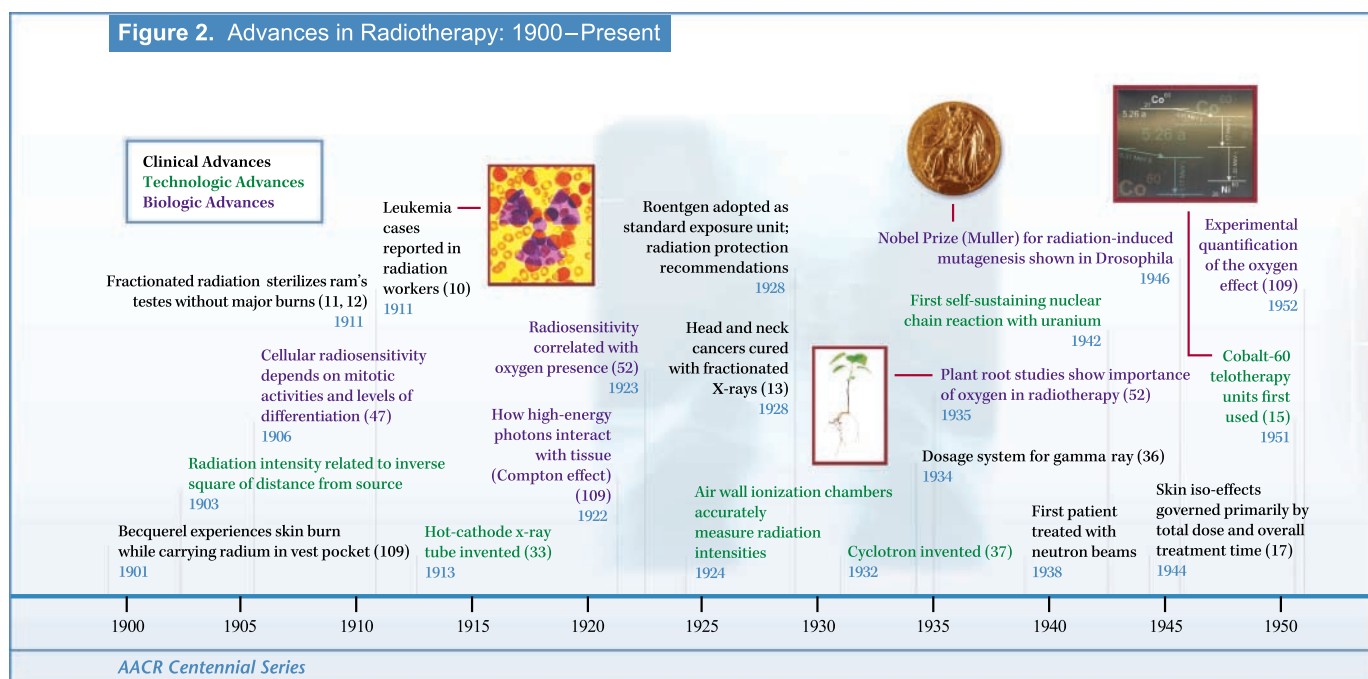 Figure 2. Advances in Radiotherapy: 1900–Present
Clinical Advances
Technologic Advances
Biologic Advances
Leukemia
cases
reported in
radiation
workers (10)
1911
Fractionated radiation sterilizes ram's
testes without major burns (11, 12)
1911
Cellular radiosensitivity
depends on mitotic
activities and levels of
differentiation (47)
1906
Radiation intensity related to inverse
square of distance from source
1903
Becquerel experiences skin burn
while carrying radium in vest pocket (109)
1901
Hot-cathode x-ray
tube invented (33)
1913
Radiosensitivity
correlated with
oxygen presence (52)
1923
How high-energy
photons interact
with tissue
(Compton effect)
(109)
1922
Roentgen adopted as
standard exposure unit;
radiation protection
recommendations
1928
Head and neck
cancers cured
with fractionated
X-rays (13)
1928
Air wall ionization chambers
accurately
measure radiation
intensities
1924
Cyclotron invented (37)
1932
Nobel Prize (Muller) for radiation-induced
mutagenesis shown in Drosophila
1946
First self-sustaining nuclear
chain reaction with uranium
1942
Plant root studies show importance
of oxygen in radiotherapy (52)
1935
Dosage system for gamma ray (36)
1934
First patient
treated with
neutron beams
1938
Skin iso-effects
governed primarily by
total dose and overall
treatment time (17)
1944
Co 60
5.26 a
Co
5.26 a
Co 60
Ni
Experimental
quantification
of the oxygen
effect (109)
1952
Cobalt-60
telotherapy
units first
used (15)
1951
1900 1905 1910 1915 1920 1925 1930 1935 1940 1945 1950
AACR Centennial Series